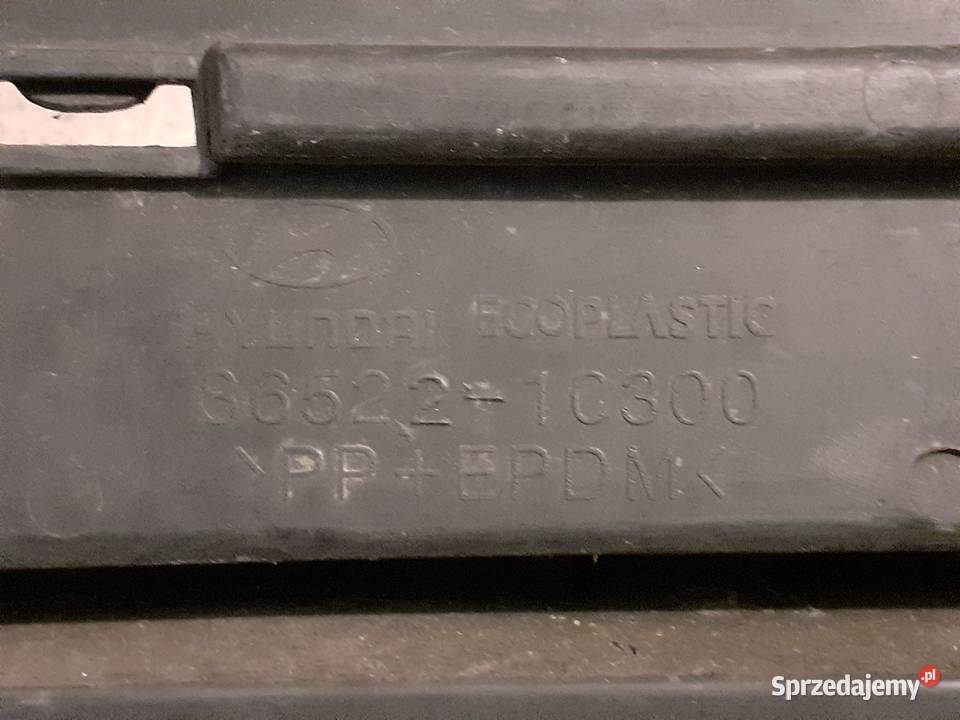 HYUNDAI ECOPLASTIC
86522-1C300
>PP+EPDM<
Sprzedajemy.pl